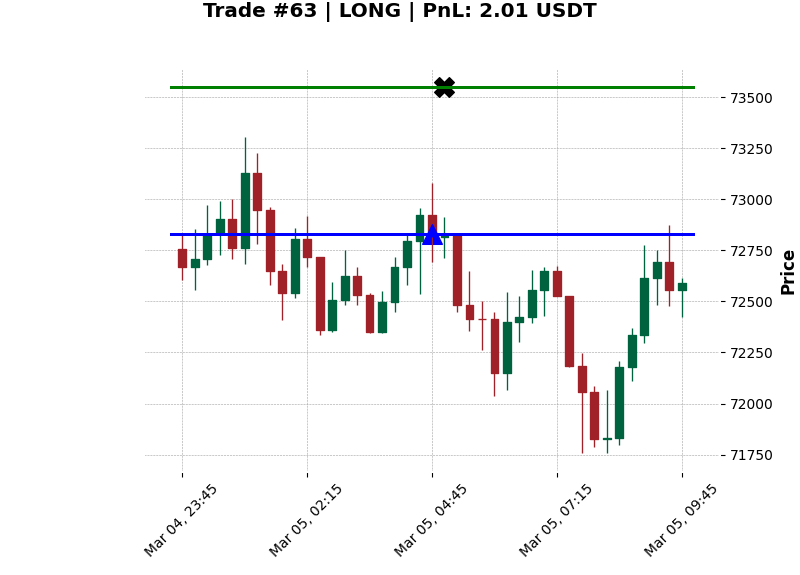 Trade #63 | LONG | PnL: 2.01 USDT
73500
73250
73000
72750
72500
72250
72000
71750
Price
Mar 04, 23:45
Mar 05, 02:15
Mar 05, 04:45
Mar 05, 07:15
Mar 05, 09:45